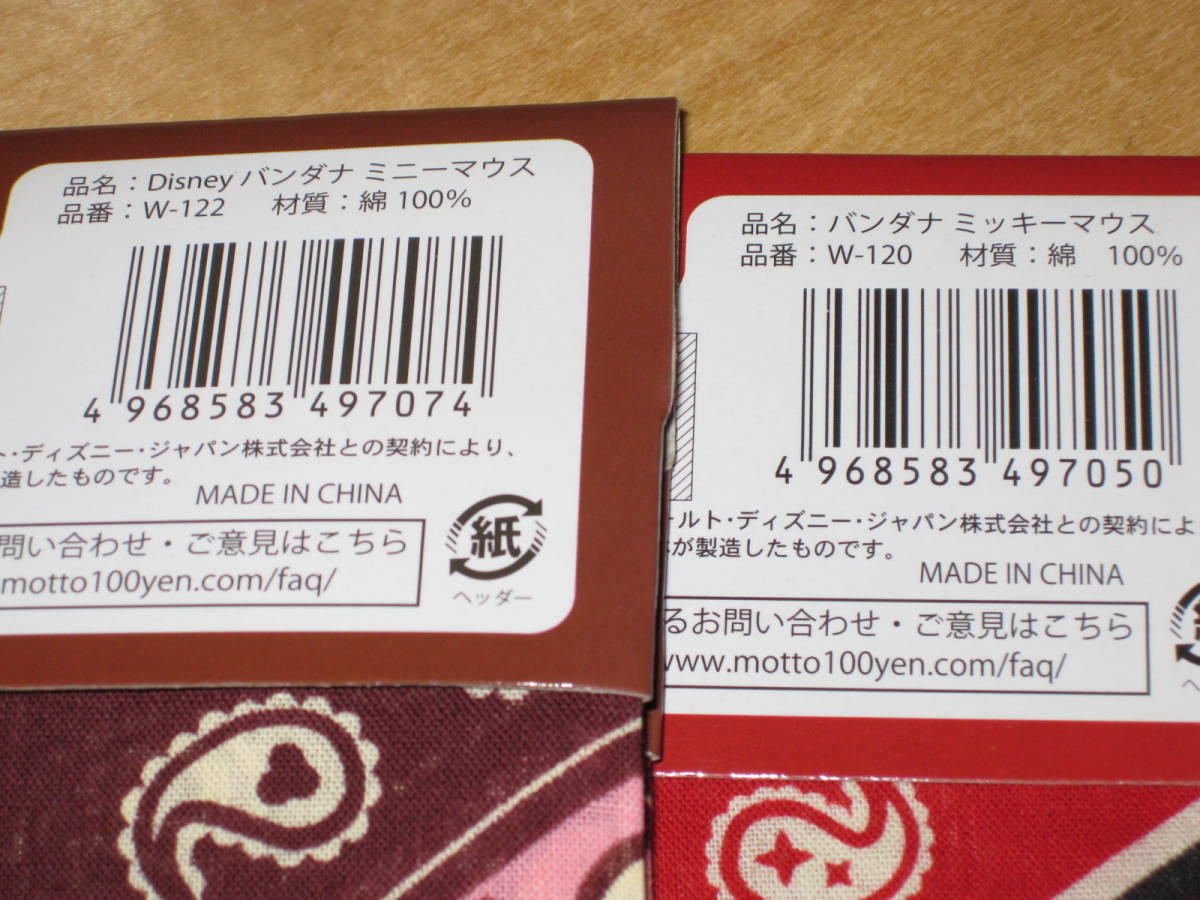 品名：Disney バンダナ ミニーマウス
品番：W-122 材質：綿 100%
4 968583 497074
ト・ディズニー・ジャパン株式会社との契約により、
造したものです。
MADE IN CHINA
問い合わせ・ご意見はこちら
.motto100yen.com/faq/
紙
ヘッダー
品名：バンダナ ミッキーマウス
品番：W-120 材質：綿 100%
4 968583 497050
ォルト・ディズニー・ジャパン株式会社との契約によ
が製造したものです。
MADE IN CHINA
るお問い合わせ・ご意見はこちら
www.motto100yen.com/faq/
ヘ